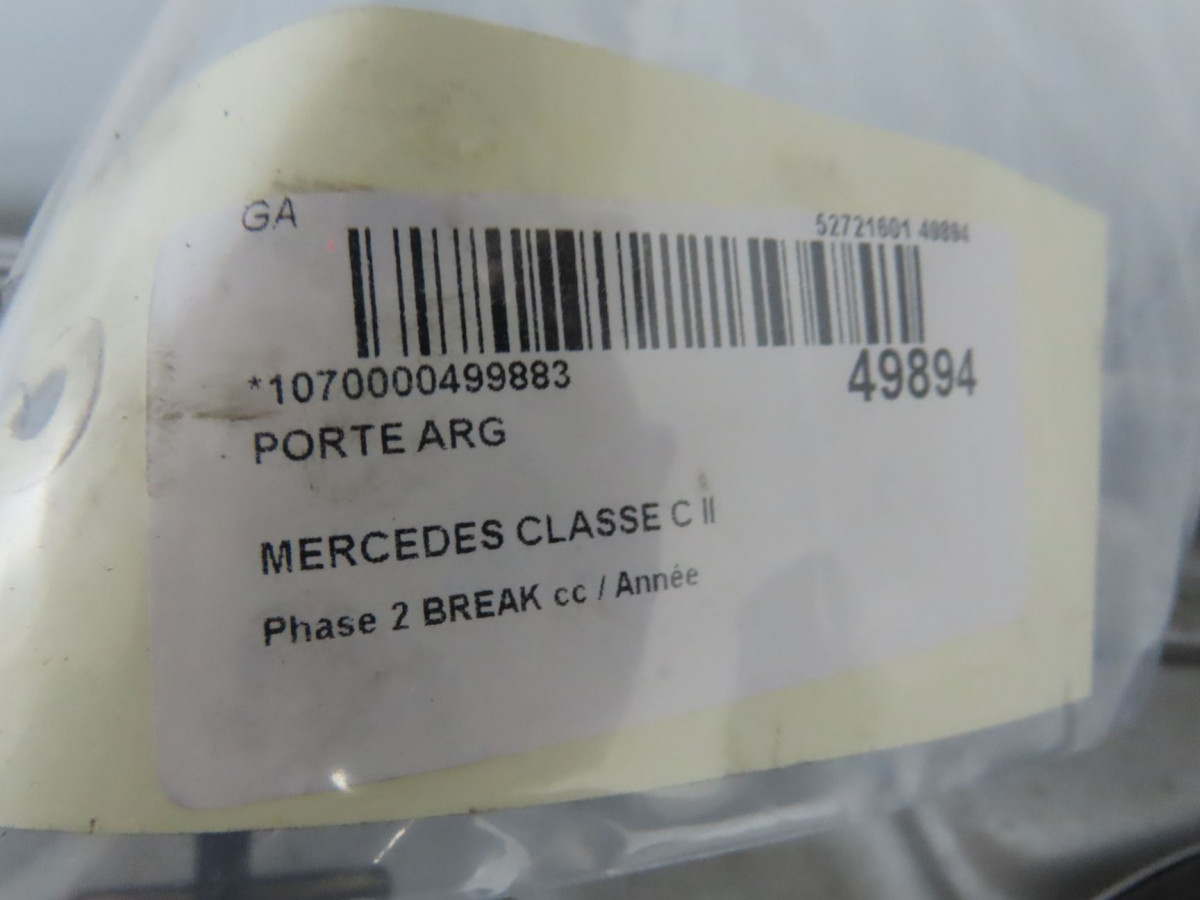 GA
52721601 49894
*1070000499883
49894
PORTE ARG
MERCEDES CLASSE C II
Phase 2 BREAK cc / Année